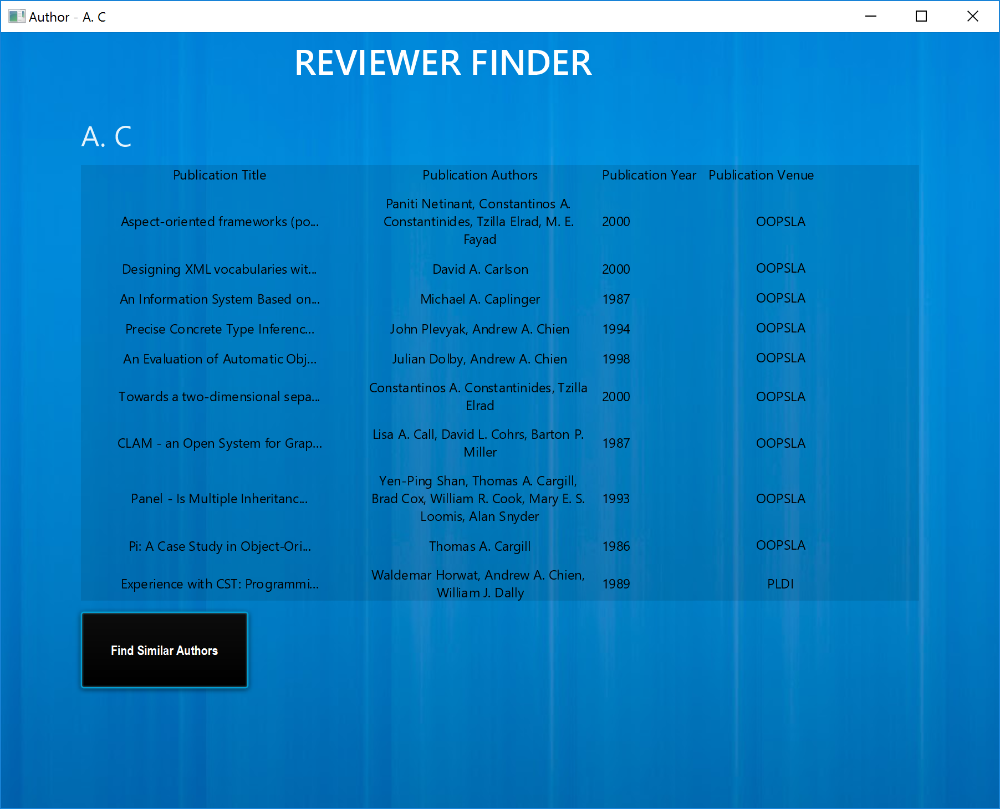 Author - A. C
REVIEWER FINDER
A. C
Publication Title Publication Authors Publication Year Publication Venue
Paniti Netinant, Constantinos A.
Aspect-oriented frameworks (po... Constantinides, Tzilla Elrad, M. E. 2000 OOPSLA
Fayad
Designing XML vocabularies wit... David A. Carlson 2000 OOPSLA
An Information System Based on... Michael A. Caplinger 1987 OOPSLA
Precise Concrete Type Inferenc... John Plevyak, Andrew A. Chien 1994 OOPSLA
An Evaluation of Automatic Obj... Julian Dolby, Andrew A. Chien 1998 OOPSLA
Constantinos A. Constantinides, Tzilla
Towards a two-dimensional sepa... 2000 OOPSLA
Elrad
Lisa A. Call, David L. Cohrs, Barton P.
CLAM - an Open System for Grap... 1987 OOPSLA
Miller
Yen-Ping Shan, Thomas A. Cargill,
Panel - Is Multiple Inheritanc... Brad Cox, William R. Cook, Mary E. S. 1993 OOPSLA
Loomis, Alan Snyder
Pi: A Case Study in Object-Ori... Thomas A. Cargill 1986 OOPSLA
Waldemar Horwat, Andrew A. Chien,
Experience with CST: Programmi... 1989 PLDI
William J. Dally
Find Similar Authors